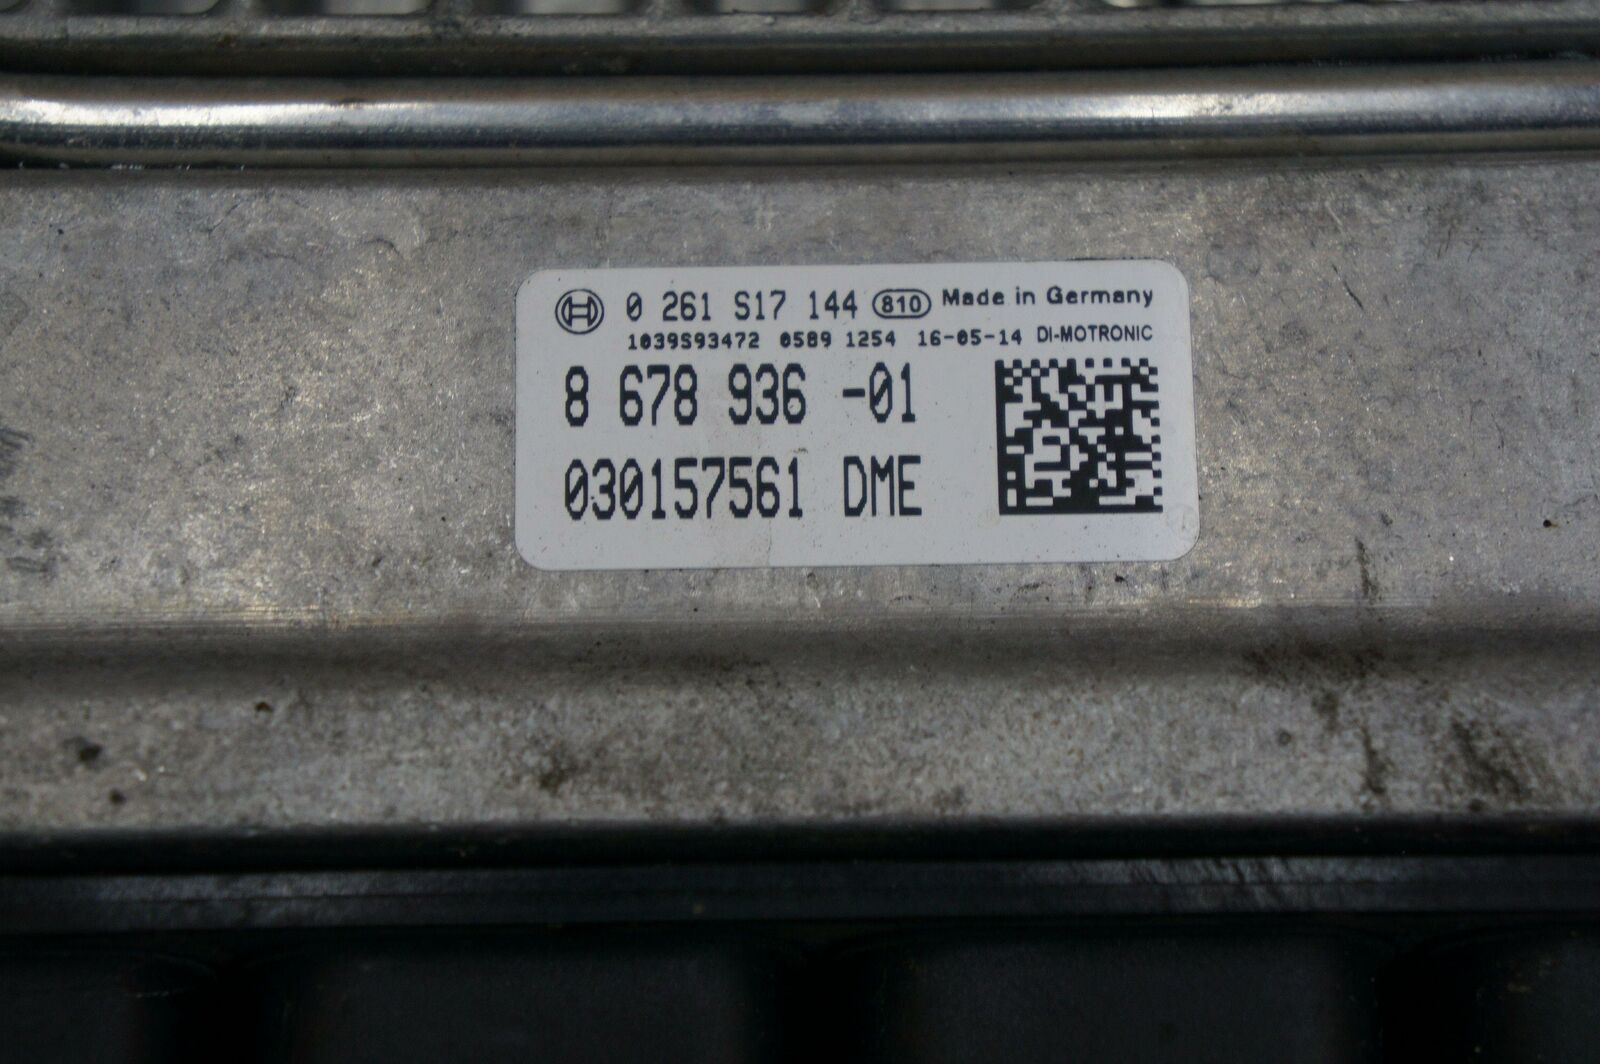 0 261 S17 144 810 Made in Germany
1039S93472 0589 1254 16-05-14 DI-MOTRONIC
8 678 936 -01
030157561 DME